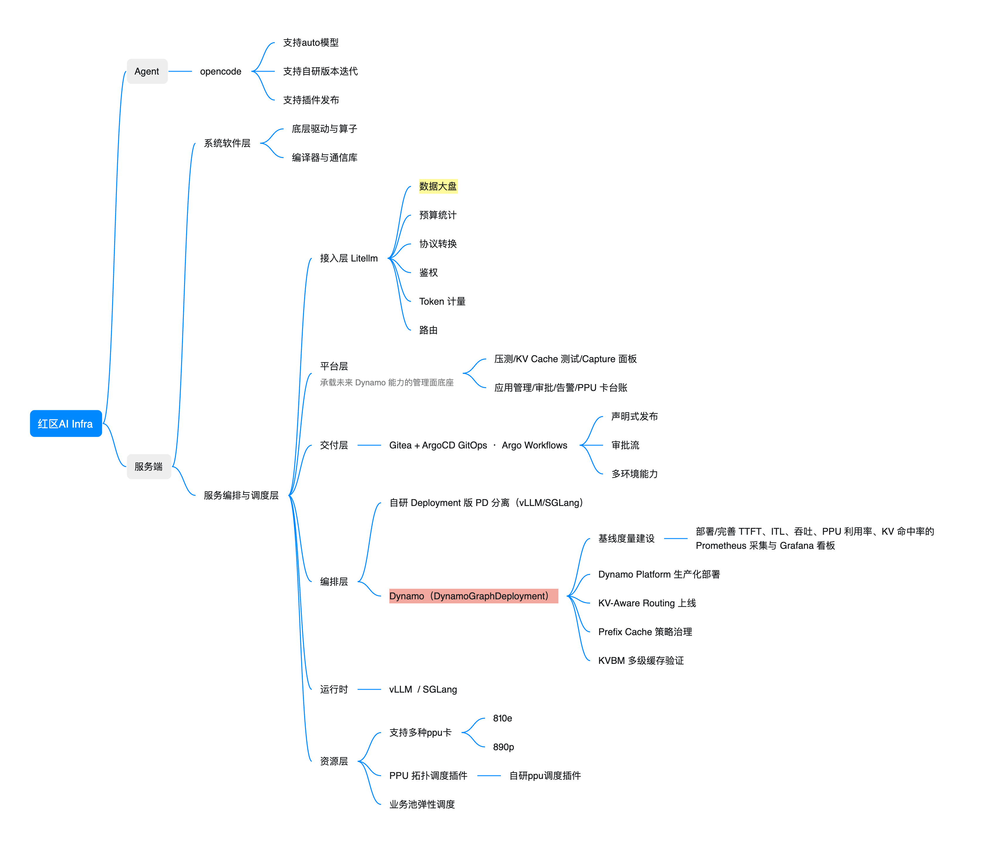 支持auto模型
Agent
opencode
支持自研版本迭代
支持插件发布
底层驱动与算子
系统软件层
编译器与通信库
数据大盘
预算统计
协议转换
接入层 Litellm
鉴权
Token 计量
路由
平台层
承载未来 Dynamo 能力的管理面底座
压测/KV Cache 测试/Capture 面板
应用管理/审批/告警/PPU 卡台账
红区AI Infra
声明式发布
交付层
Gitea + ArgoCD GitOps · Argo Workflows
审批流
服务端
多环境能力
服务编排与调度层
自研 Deployment 版 PD 分离（vLLM/SGLang）
基线度量建设
部署/完善 TTFT、ITL、吞吐、PPU 利用率、KV 命中率的
Prometheus 采集与 Grafana 看板
Dynamo Platform 生产化部署
编排层
Dynamo（DynamoGraphDeployment）
KV-Aware Routing 上线
Prefix Cache 策略治理
KVBM 多级缓存验证
运行时
vLLM / SGLang
810e
支持多种ppu卡
890p
资源层
PPU 拓扑调度插件
自研ppu调度插件
业务池弹性调度